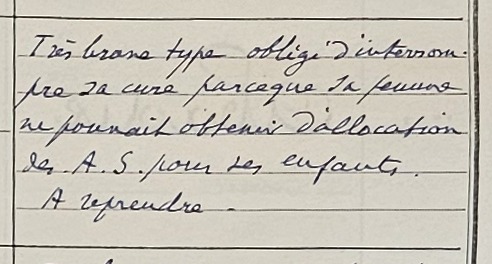 Très brave type obligé d'interrom-
pre sa cure parceque sa femme
ne pouvait obtenir d'allocation
des A. S. pour ses enfants.
A reprendre.